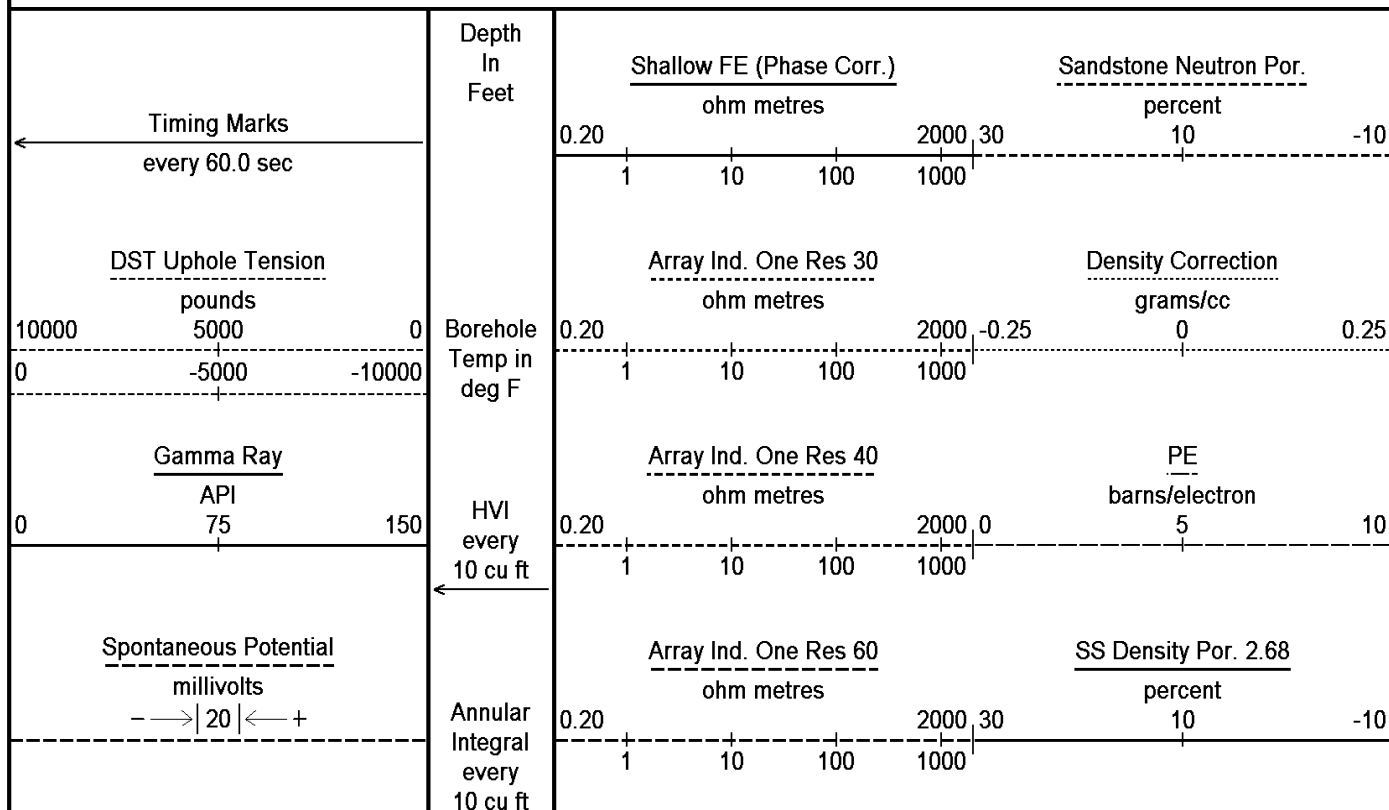 Timing Marks
every 60.0 sec
DST Uphole Tension
pounds
10000 5000 0
0 -5000 -10000
Gamma Ray
API
0 75 150
Spontaneous Potential
millivolts
− 20 +
Depth
In
Feet
Borehole
Temp in
deg F
HVI
every
10 cu ft
Annular
Integral
every
10 cu ft
Shallow FE (Phase Corr.)
ohm metres
0.20 2000
1 10 100 1000
Array Ind. One Res 30
ohm metres
0.20 2000
1 10 100 1000
Array Ind. One Res 40
ohm metres
0.20 2000
1 10 100 1000
Array Ind. One Res 60
ohm metres
0.20 2000
1 10 100 1000
Sandstone Neutron Por.
percent
30 10 -10
Density Correction
grams/cc
-0.25 0 0.25
PE
barns/electron
0 5 10
SS Density Por. 2.68
percent
30 10 -10